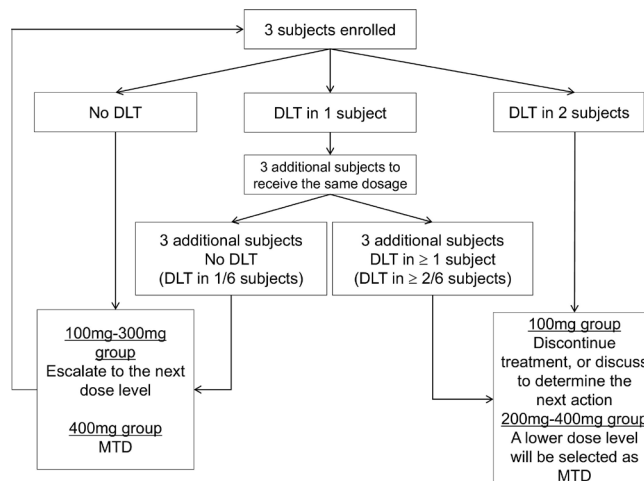 3 subjects enrolled
No DLT
DLT in 1 subject
DLT in 2 subjects
3 additional subjects to
receive the same dosage
3 additional subjects
No DLT
(DLT in 1/6 subjects)
3 additional subjects
DLT in ≥ 1 subject
(DLT in ≥ 2/6 subjects)
100mg-300mg
group
Escalate to the next
dose level
400mg group
MTD
100mg group
Discontinue
treatment, or discuss
to determine the
next action
200mg-400mg group
A lower dose level
will be selected as
MTD